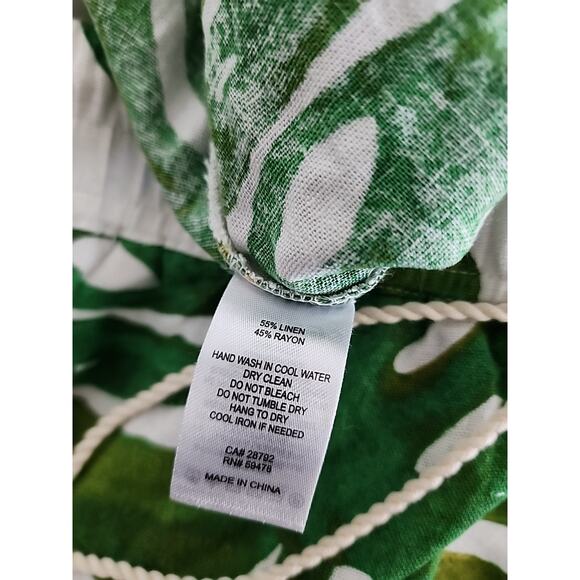 55% LINEN
45% RAYON
HAND WASH IN COOL WATER
DRY CLEAN
DO NOT BLEACH
DO NOT TUMBLE DRY
HANG TO DRY
COOL IRON IF NEEDED
CA# 28792
RN# 59478
MADE IN CHINA